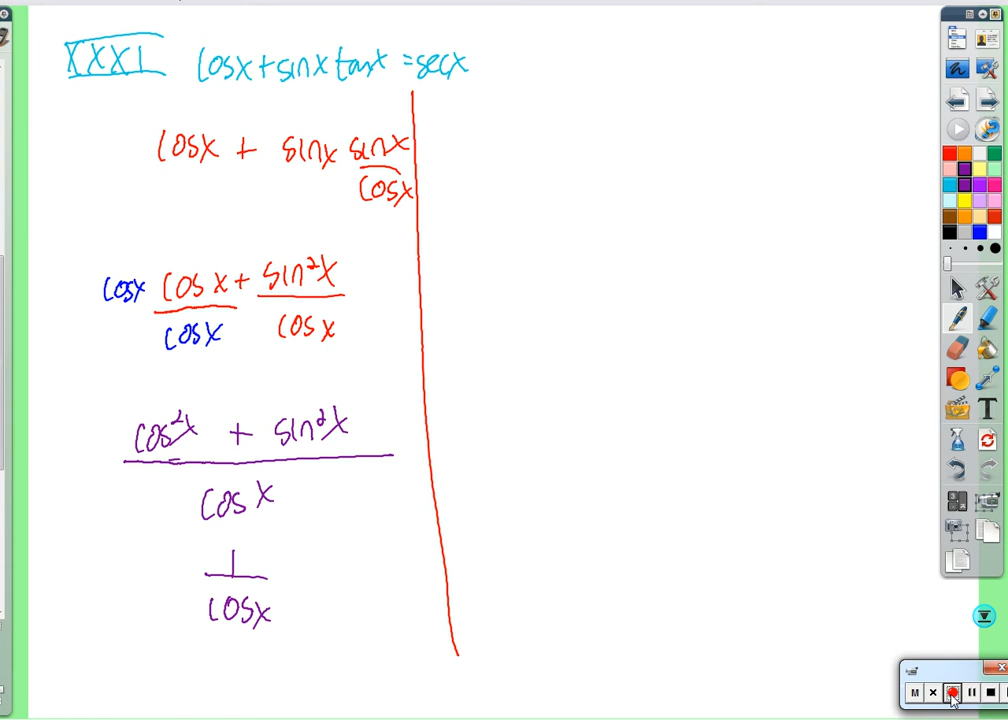 XXXI cosx + sinx tanx = secx
cosx + sinx sinx
cosx
cosx cosx + sin²x
cosx cosx
cos²x + sin²x
cosx
1
cosx
T
M